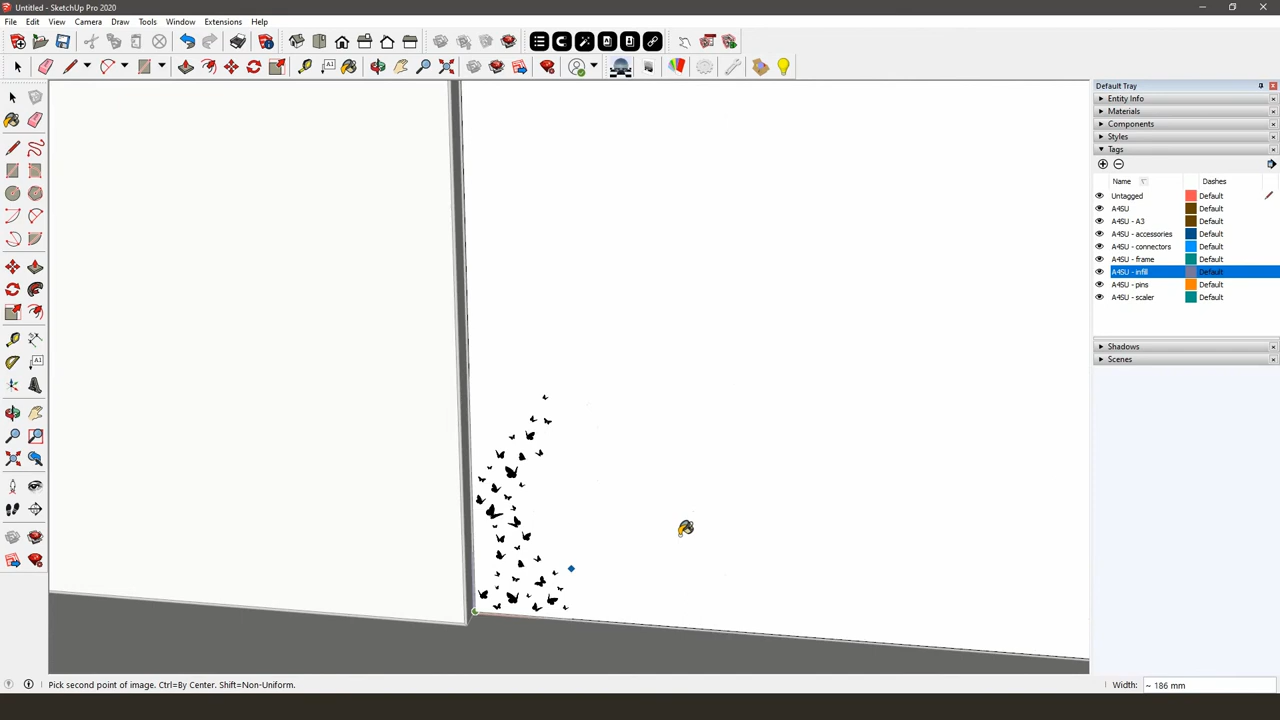 Untitled - SketchUp Pro 2020
File Edit View Camera Draw Tools Window Extensions Help
Default Tray
Entity Info
Materials
Components
Styles
Tags
Name Dashes
Untagged Default
A4SU Default
A4SU - A3 Default
A4SU - accessories Default
A4SU - connectors Default
A4SU - frame Default
A4SU - infill Default
A4SU - pins Default
A4SU - scaler Default
Shadows
Scenes
Pick second point of image. Ctrl=By Center. Shift=Non-Uniform.
Width: ~ 186 mm